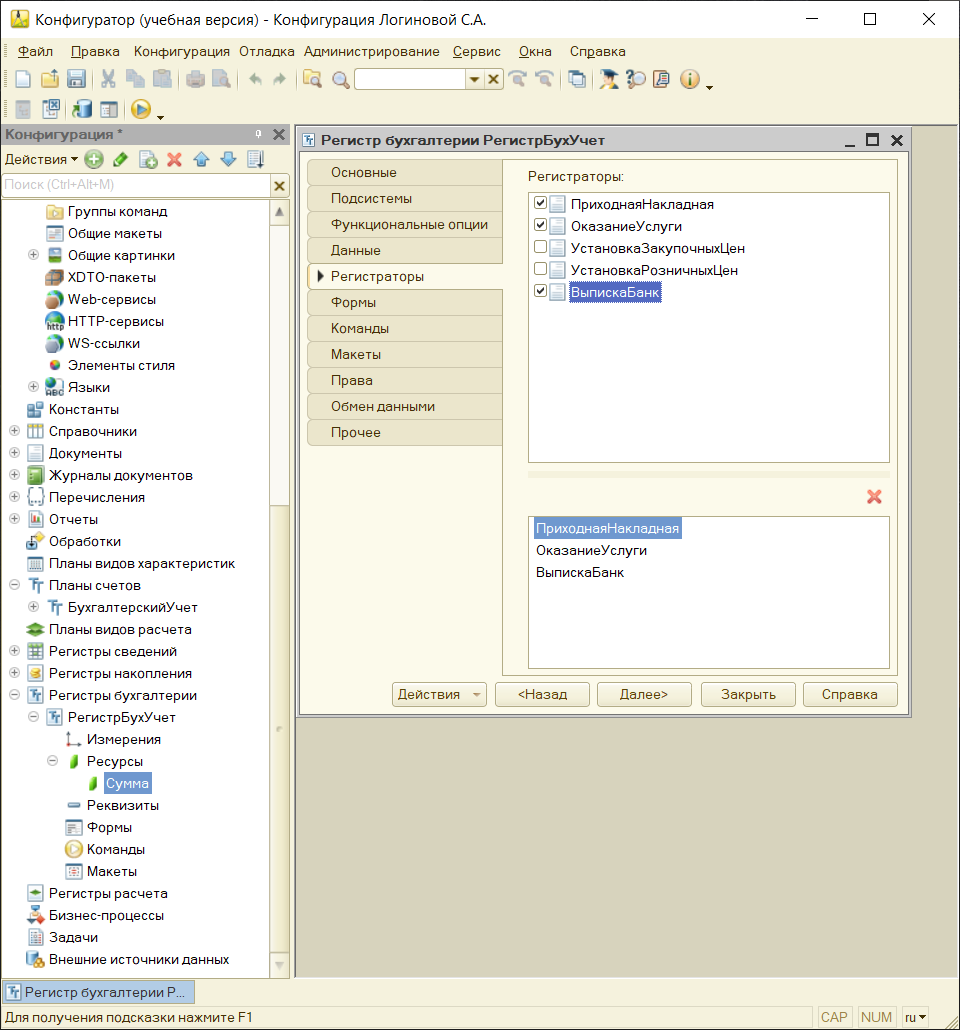 Конфигуратор (учебная версия) - Конфигурация Логиновой С.А.
Файл Правка Конфигурация Отладка Администрирование Сервис Окна Справка
Конфигурация *
Действия
Поиск (Ctrl+Alt+M)
Группы команд
Общие макеты
Общие картинки
XDTO-пакеты
Web-сервисы
HTTP-сервисы
WS-ссылки
Элементы стиля
Языки
Константы
Справочники
Документы
Журналы документов
Перечисления
Отчеты
Обработки
Планы видов характеристик
Планы счетов
БухгалтерскийУчет
Планы видов расчета
Регистры сведений
Регистры накопления
Регистры бухгалтерии
РегистрБухУчет
Измерения
Ресурсы
Сумма
Реквизиты
Формы
Команды
Макеты
Регистры расчета
Бизнес-процессы
Задачи
Внешние источники данных
Регистр бухгалтерии РегистрБухУчет
Основные
Подсистемы
Функциональные опции
Данные
Регистраторы
Формы
Команды
Макеты
Права
Обмен данными
Прочее
Регистраторы:
ПриходнаяНакладная
ОказаниеУслуги
УстановкаЗакупочныхЦен
УстановкаРозничныхЦен
ВыпискаБанк
ПриходнаяНакладная
ОказаниеУслуги
ВыпискаБанк
Действия <Назад Далее> Закрыть Справка
Регистр бухгалтерии Р...
Для получения подсказки нажмите F1 CAP NUM ru